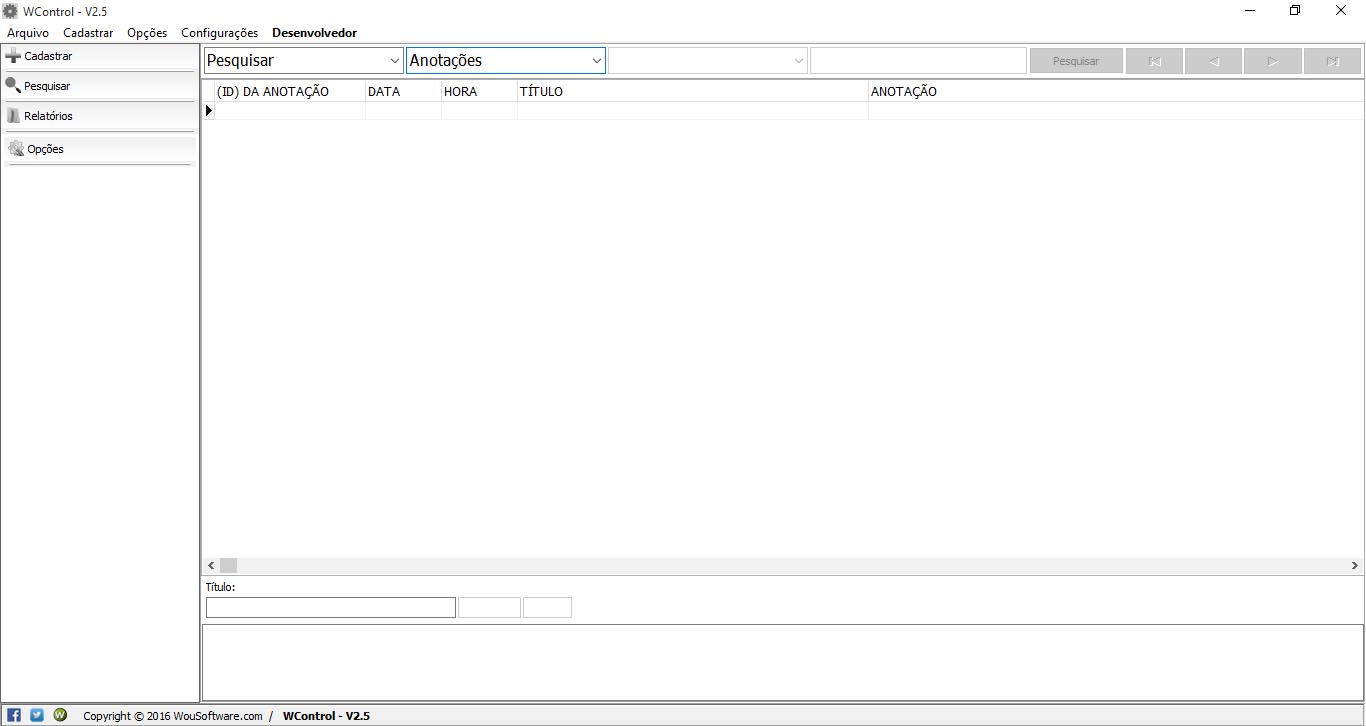 WControl - V2.5
Arquivo Cadastrar Opções Configurações Desenvolvedor
Cadastrar
Pesquisar
Relatórios
Opções
Pesquisar Anotações Pesquisar
(ID) DA ANOTAÇÃO DATA HORA TÍTULO ANOTAÇÃO
Título:
Copyright © 2016 WouSoftware.com / WControl - V2.5